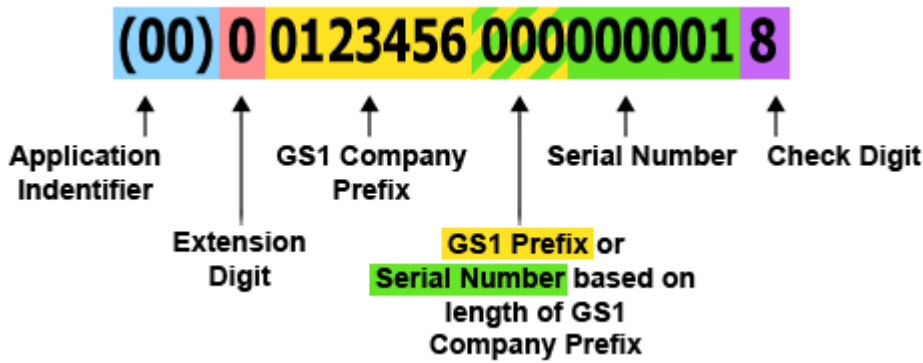 (00) 0 0123456 000000001 8
Application
Indentifier
GS1 Company
Prefix
Serial Number
Check Digit
Extension
Digit
GS1 Prefix or
Serial Number based on
length of GS1
Company Prefix